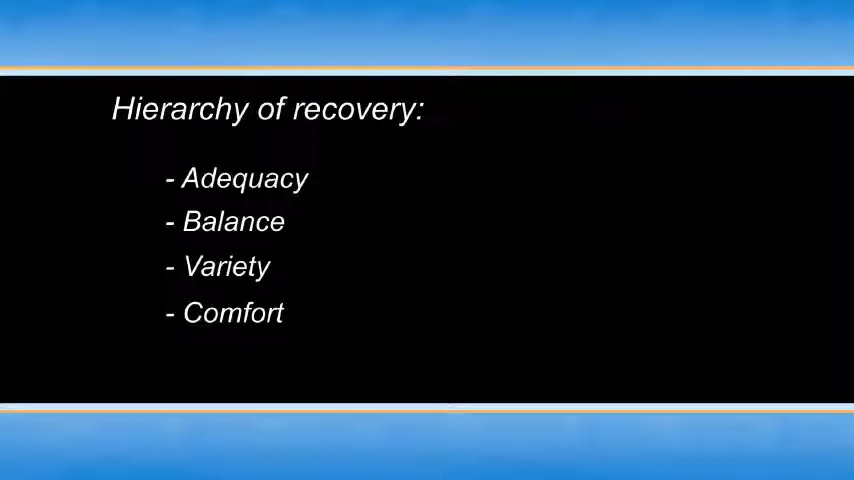 Hierarchy of recovery:
- Adequacy
- Balance
- Variety
- Comfort